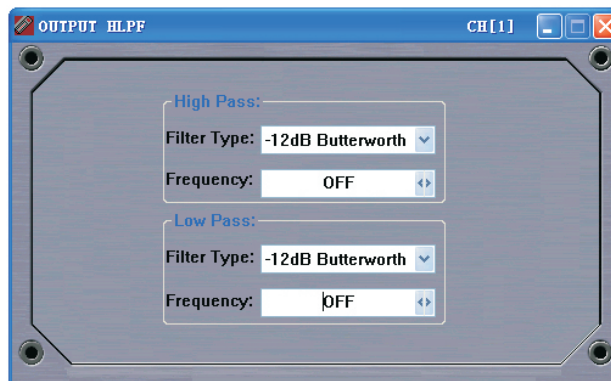 OUTPUT HLPF CH[1]
High Pass:
Filter Type: -12dB Butterworth
Frequency: OFF
Low Pass:
Filter Type: -12dB Butterworth
Frequency: OFF